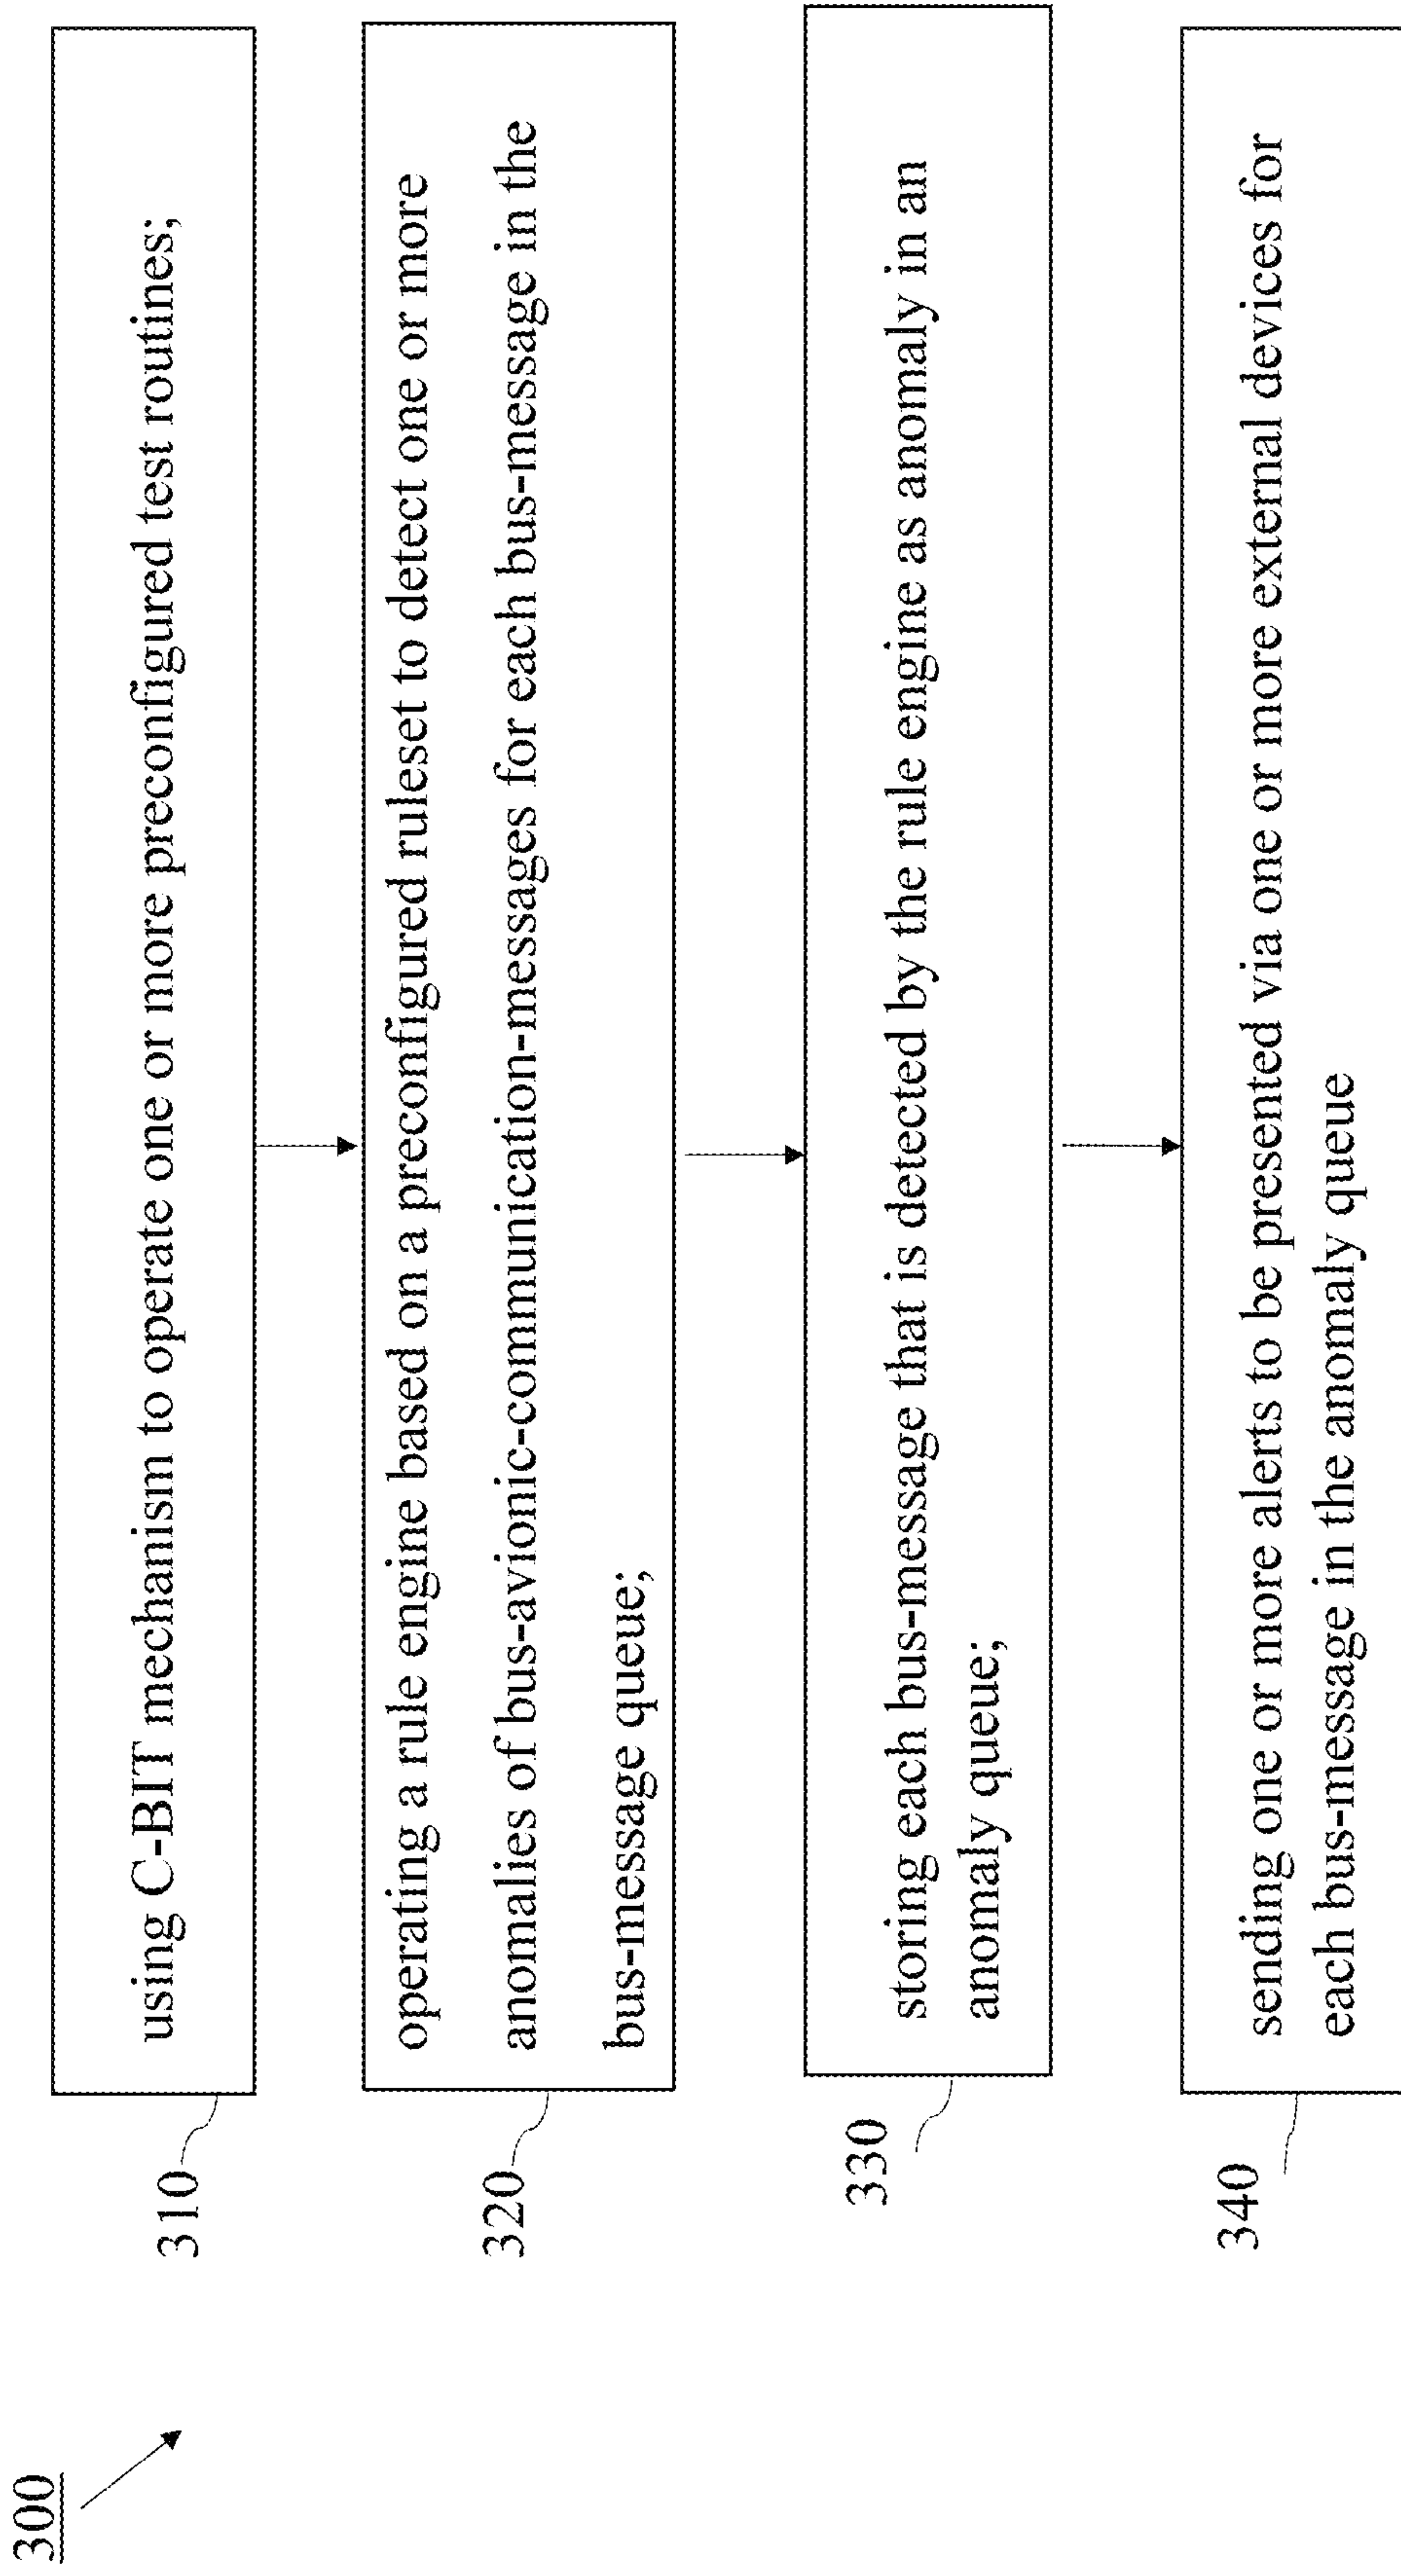 300
310
using C-BIT mechanism to operate one or more preconfigured test routines;
320
operating a rule engine based on a preconfigured ruleset to detect one or more
anomalies of bus-avionic-communication-messages for each bus-message in the
bus-message queue;
330
storing each bus-message that is detected by the rule engine as anomaly in an
anomaly queue;
340
sending one or more alerts to be presented via one or more external devices for
each bus-message in the anomaly queue